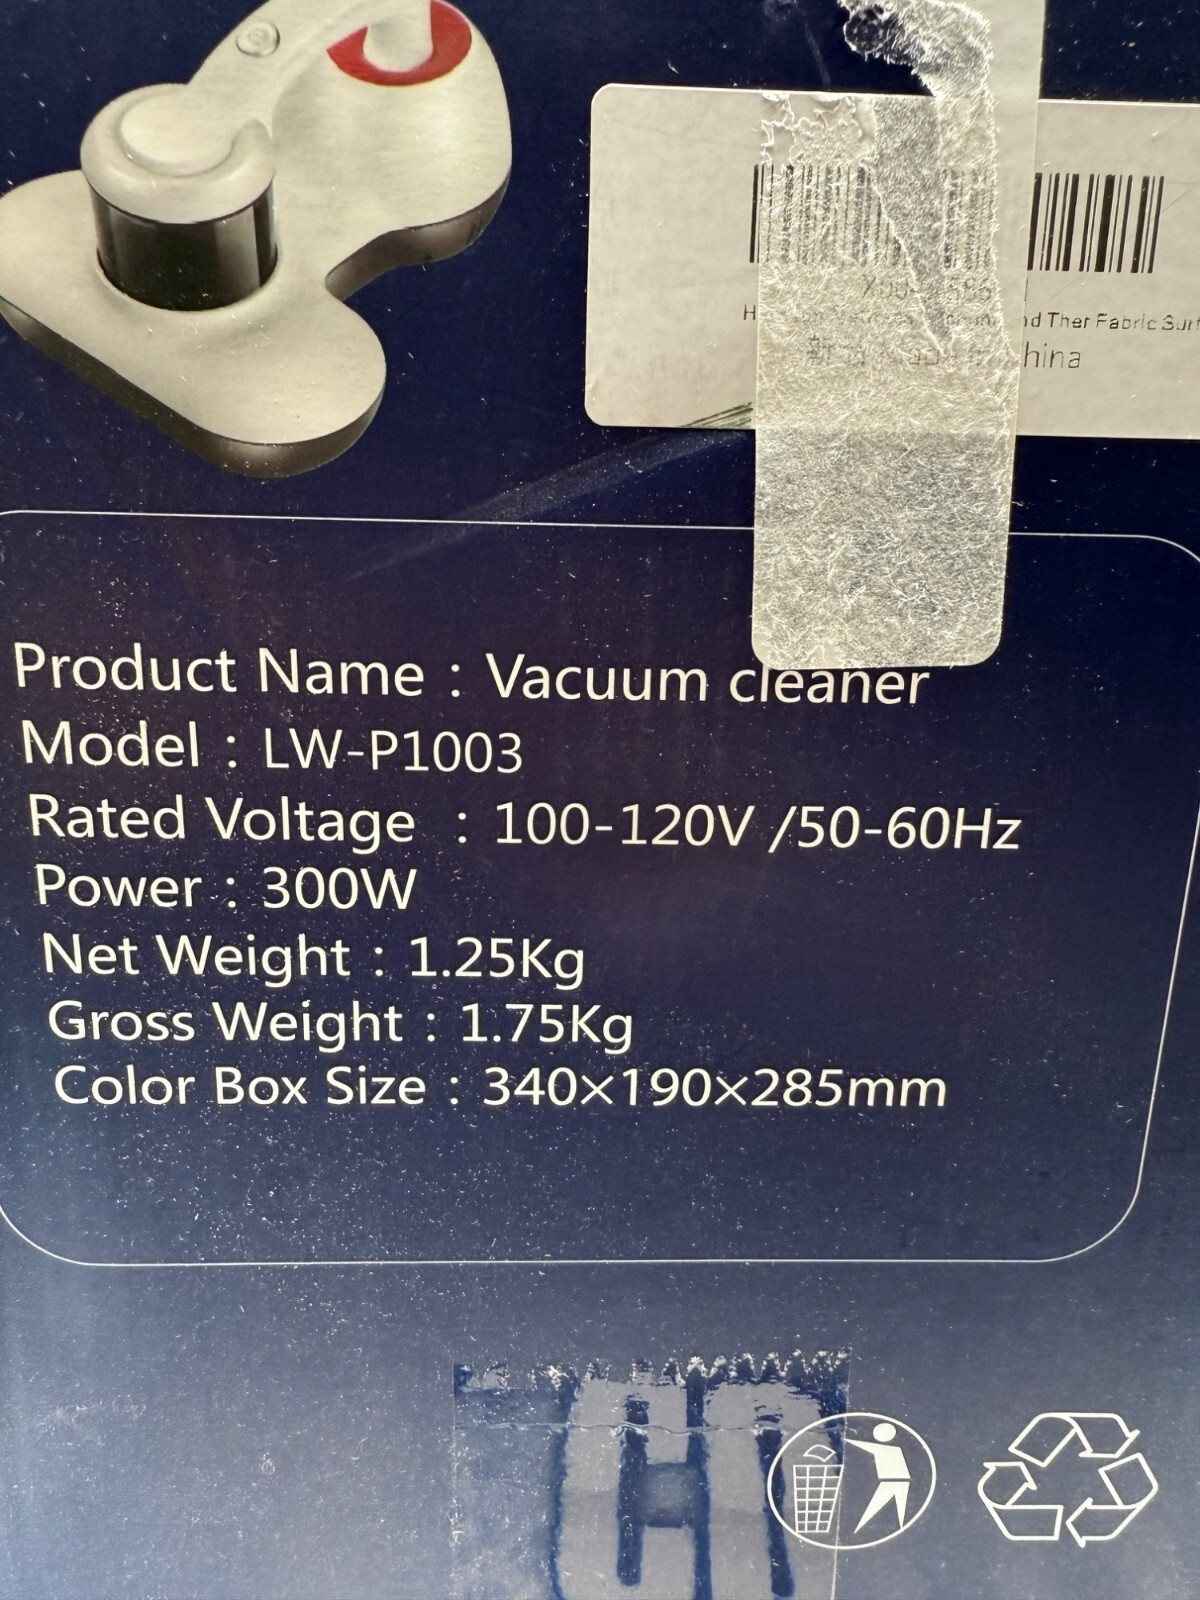 nd Ther Fabric Sur
hina
Product Name : Vacuum cleaner
Model : LW-P1003
Rated Voltage : 100-120V /50-60Hz
Power : 300W
Net Weight : 1.25Kg
Gross Weight : 1.75Kg
Color Box Size : 340×190×285mm